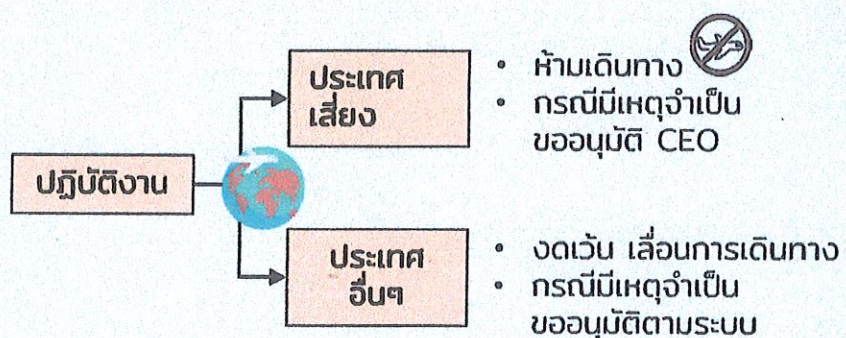 ปฏิบัติงาน
ประเทศ
เสี่ยง
• ห้ามเดินทาง
• กรณีมีเหตุจำเป็น
ขออนุมัติ CEO
ประเทศ
อื่นๆ
• งดเว้น เลื่อนการเดินทาง
• กรณีมีเหตุจำเป็น
ขออนุมัติตามระบบ